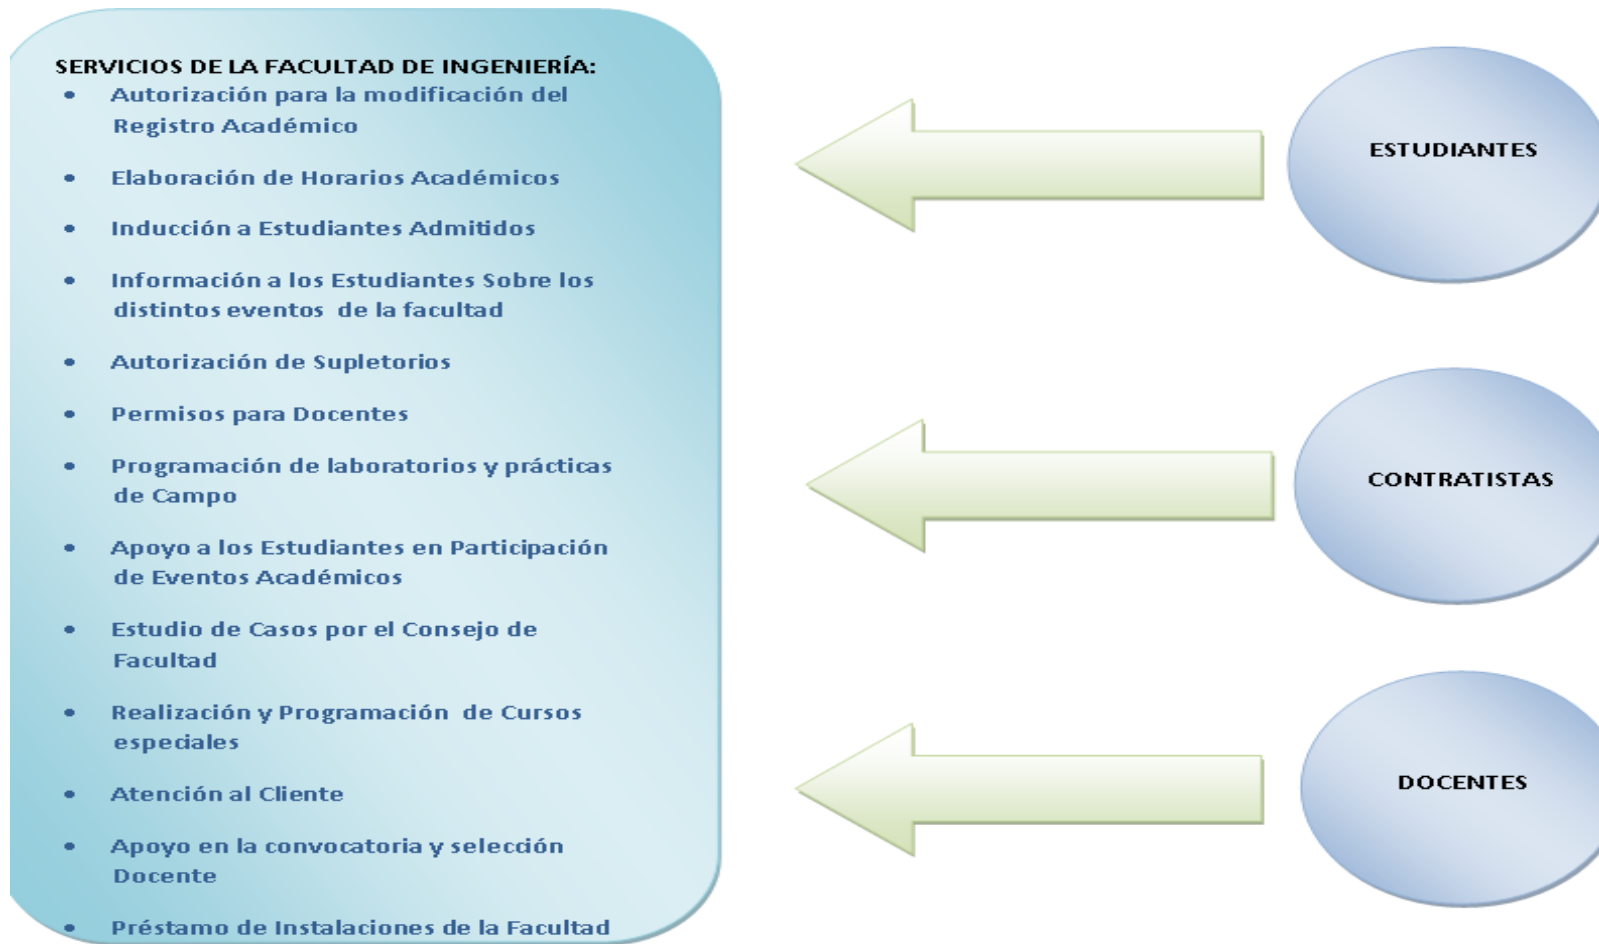 SERVICIOS DE LA FACULTAD DE INGENIERÍA:
• Autorización para la modificación del
Registro Académico
• Elaboración de Horarios Académicos
• Inducción a Estudiantes Admitidos
• Información a los Estudiantes Sobre los
distintos eventos de la facultad
• Autorización de Supletorios
• Permisos para Docentes
• Programación de laboratorios y prácticas
de Campo
• Apoyo a los Estudiantes en Participación
de Eventos Académicos
• Estudio de Casos por el Consejo de
Facultad
• Realización y Programación de Cursos
especiales
• Atención al Cliente
• Apoyo en la convocatoria y selección
Docente
• Préstamo de Instalaciones de la Facultad
ESTUDIANTES
CONTRATISTAS
DOCENTES